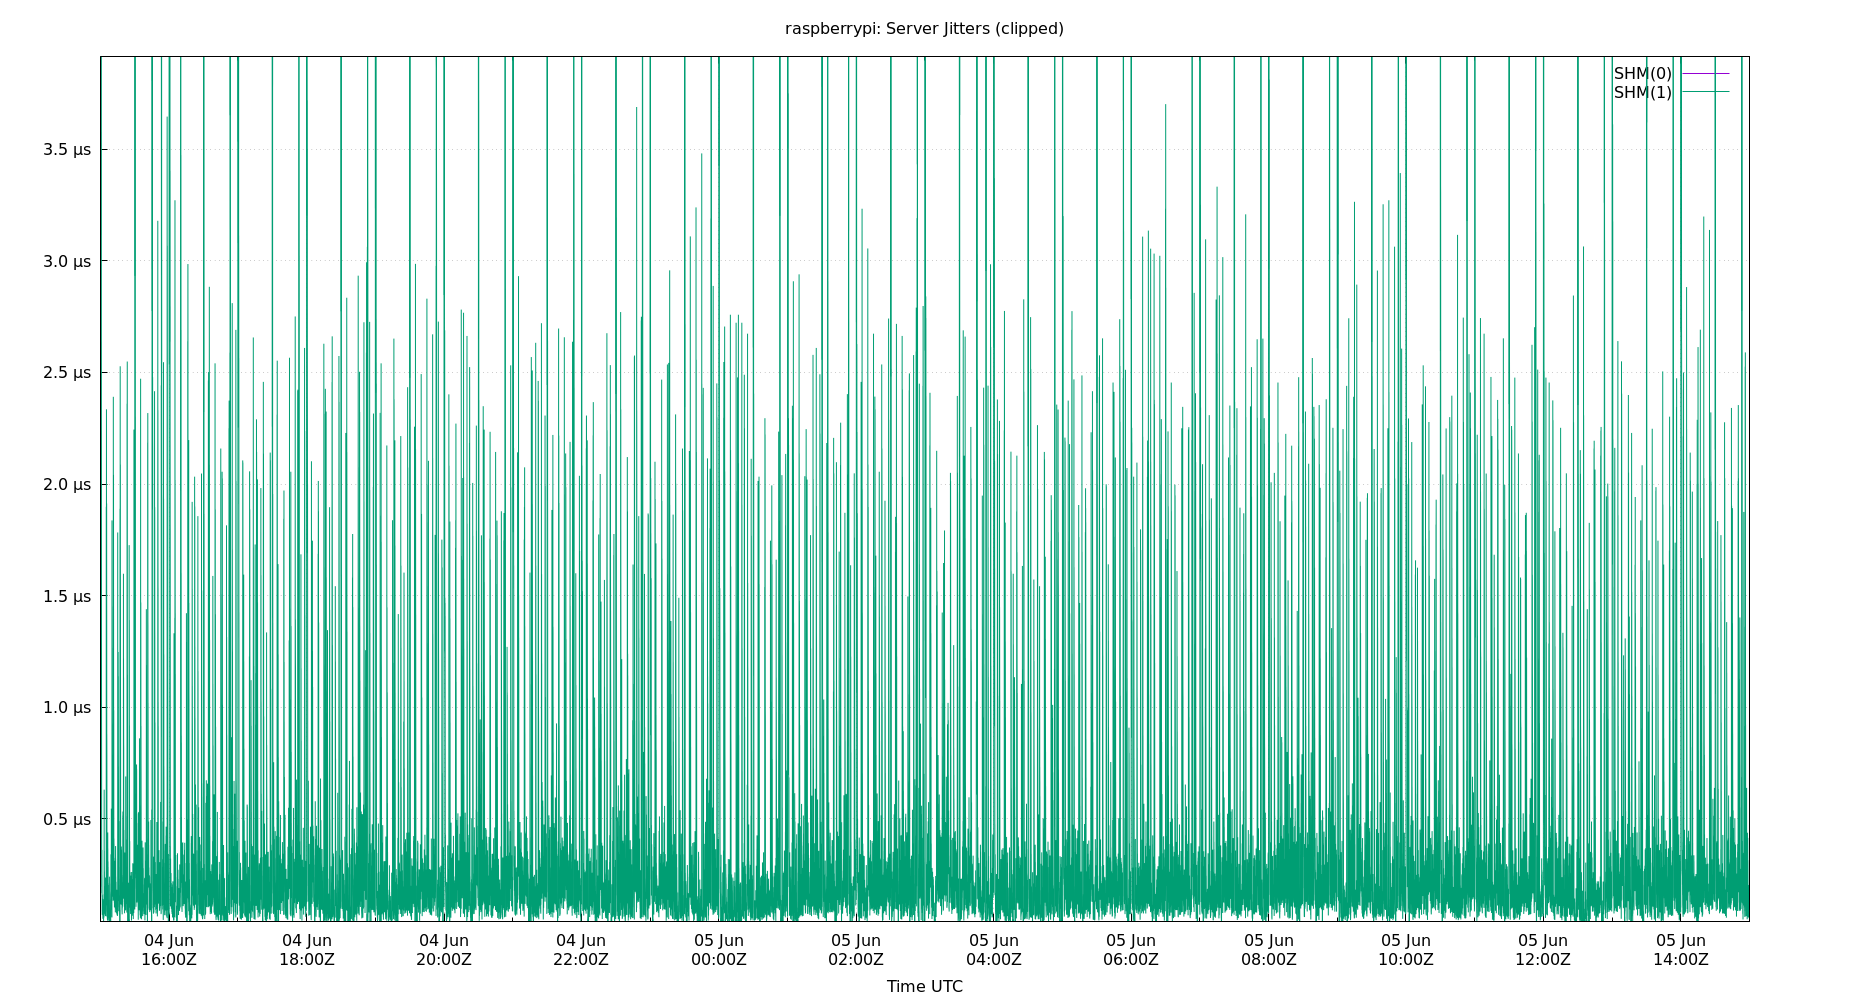 raspberrypi: Server Jitters (clipped)
SHM(0)
SHM(1)
3.5 µs
3.0 µs
2.5 µs
2.0 µs
1.5 µs
1.0 µs
0.5 µs
04 Jun 04 Jun 04 Jun 04 Jun 05 Jun 05 Jun 05 Jun 05 Jun 05 Jun 05 Jun 05 Jun 05 Jun
16:00Z 18:00Z 20:00Z 22:00Z 00:00Z 02:00Z 04:00Z 06:00Z 08:00Z 10:00Z 12:00Z 14:00Z
Time UTC